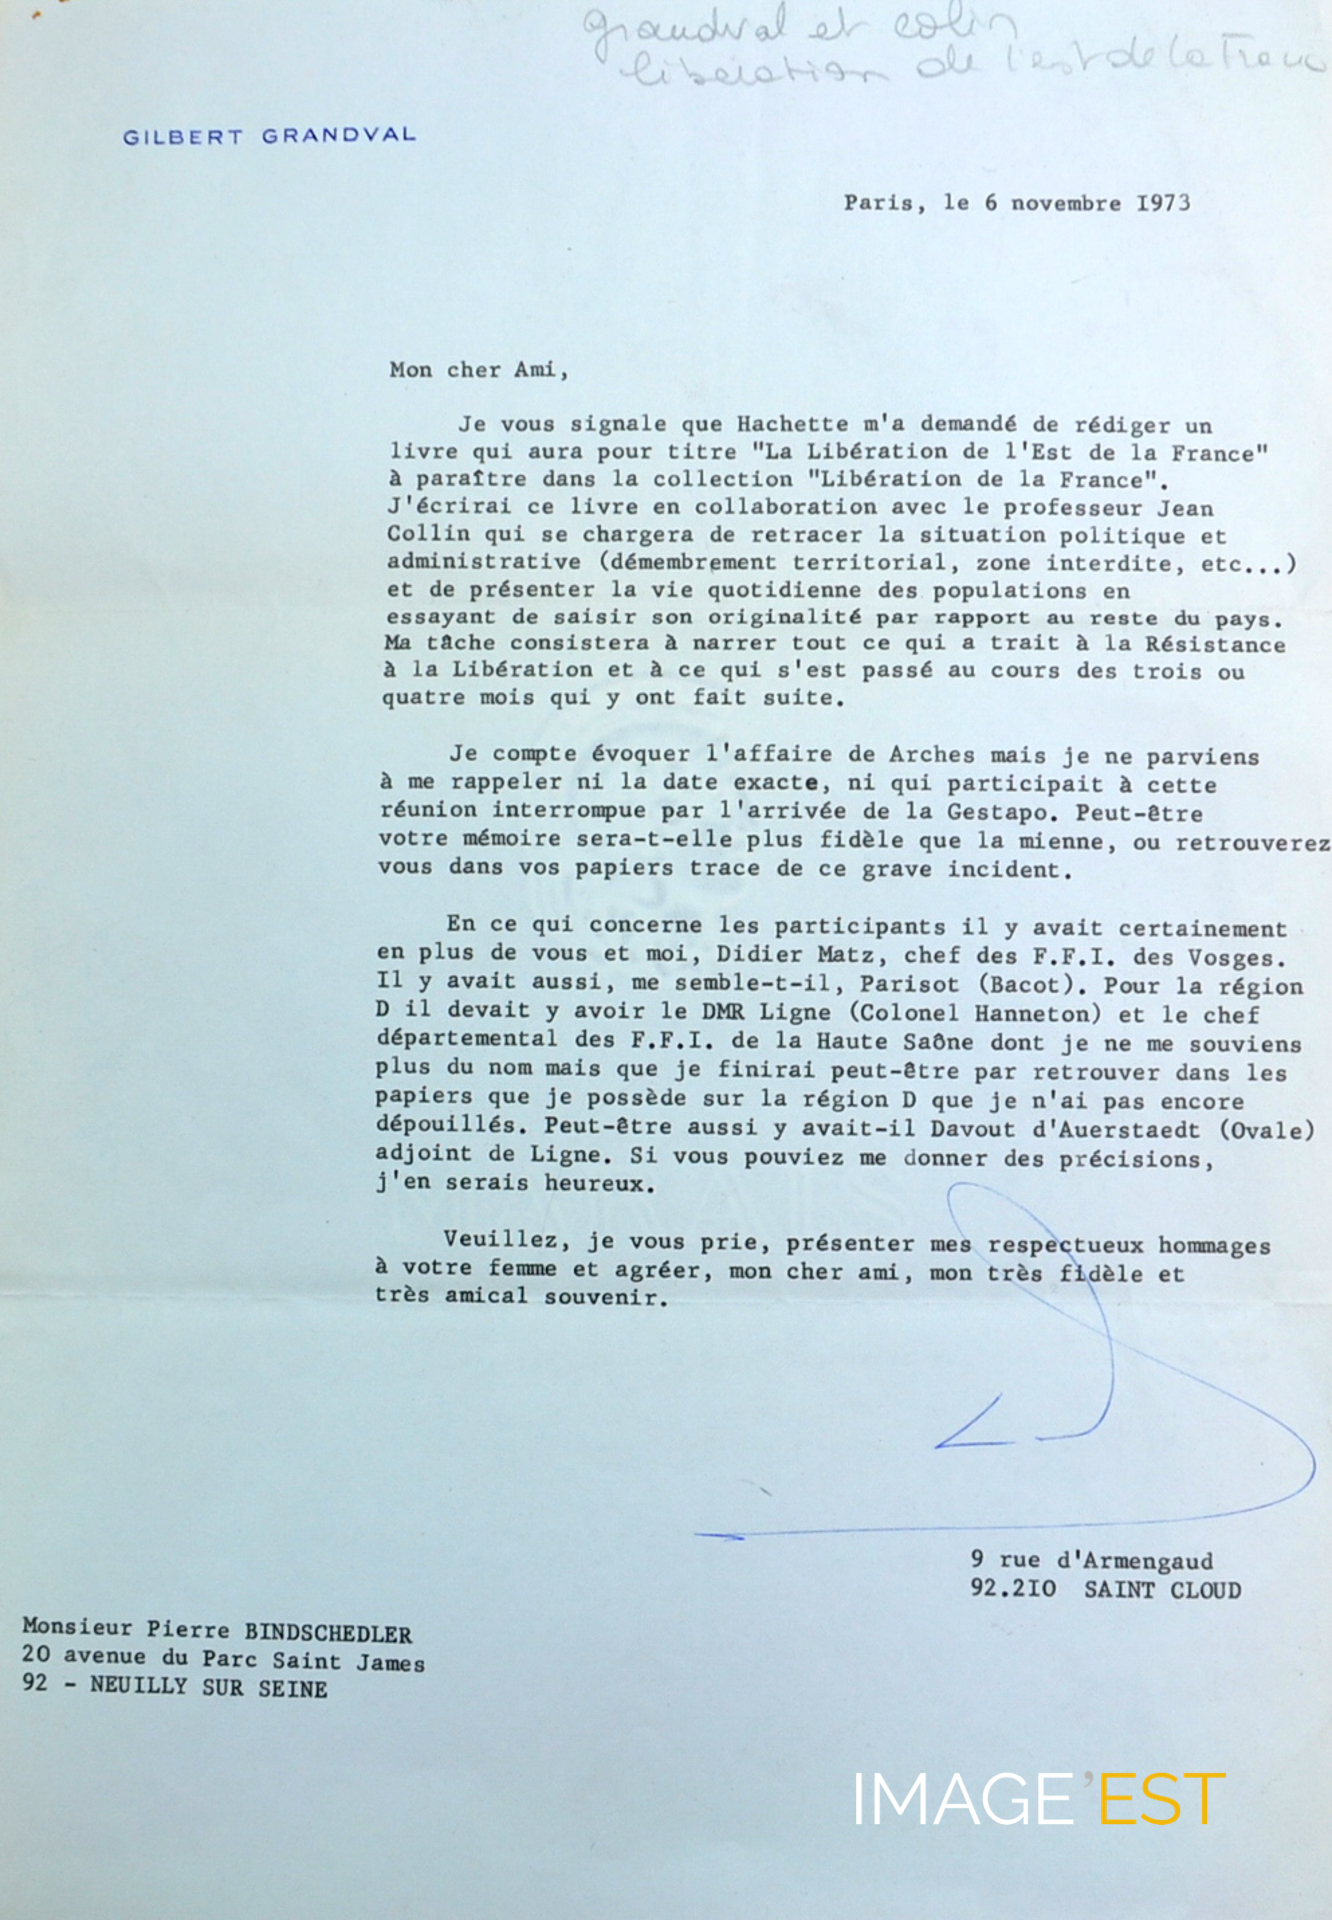 Grandval et colin
libération de l'est de la Franc
GILBERT GRANDVAL
Paris, le 6 novembre I973
Mon cher Ami,
Je vous signale que Hachette m'a demandé de rédiger un
livre qui aura pour titre "La Libération de l'Est de la France"
à paraître dans la collection "Libération de la France".
J'écrirai ce livre en collaboration avec le professeur Jean
Collin qui se chargera de retracer la situation politique et
administrative (démembrement territorial, zone interdite, etc...)
et de présenter la vie quotidienne des populations en
essayant de saisir son originalité par rapport au reste du pays.
Ma tâche consistera à narrer tout ce qui a trait à la Résistance
à la Libération et à ce qui s'est passé au cours des trois ou
quatre mois qui y ont fait suite.
Je compte évoquer l'affaire de Arches mais je ne parviens
à me rappeler ni la date exacte, ni qui participait à cette
réunion interrompue par l'arrivée de la Gestapo. Peut-être
votre mémoire sera-t-elle plus fidèle que la mienne, ou retrouverez
vous dans vos papiers trace de ce grave incident.
En ce qui concerne les participants il y avait certainement
en plus de vous et moi, Didier Matz, chef des F.F.I. des Vosges.
Il y avait aussi, me semble-t-il, Parisot (Bacot). Pour la région
D il devait y avoir le DMR Ligne (Colonel Hanneton) et le chef
départemental des F.F.I. de la Haute Saône dont je ne me souviens
plus du nom mais que je finirai peut-être par retrouver dans les
papiers que je possède sur la région D que je n'ai pas encore
dépouillés. Peut-être aussi y avait-il Davout d'Auerstaedt (Ovale)
adjoint de Ligne. Si vous pouviez me donner des précisions,
j'en serais heureux.
Veuillez, je vous prie, présenter mes respectueux hommages
à votre femme et agréer, mon cher ami, mon très fidèle et
très amical souvenir.
9 rue d'Armengaud
92.2IO SAINT CLOUD
Monsieur Pierre BINDSCHEDLER
20 avenue du Parc Saint James
92 - NEUILLY SUR SEINE
IMAGE'EST